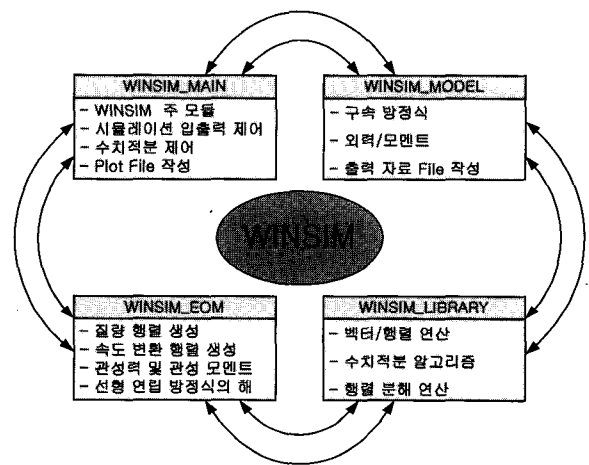 WINSIM_MAIN
- WINSIM 주 모듈
- 시뮬레이션 입출력 제어
- 수치적분 제어
- Plot File 작성
WINSIM_MODEL
- 구속 방정식
- 외력/모멘트
- 출력 자료 File 작성
WINSIM
WINSIM_EOM
- 질량 행렬 생성
- 속도 변환 행렬 생성
- 관성력 및 관성 모멘트
- 선형 연립 방정식의 해
WINSIM_LIBRARY
- 벡터/행렬 연산
- 수치적분 알고리즘
- 행렬 분해 연산